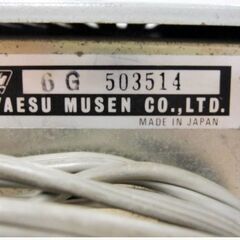 6G 503514
YAESU MUSEN CO.,LTD.
MADE IN JAPAN